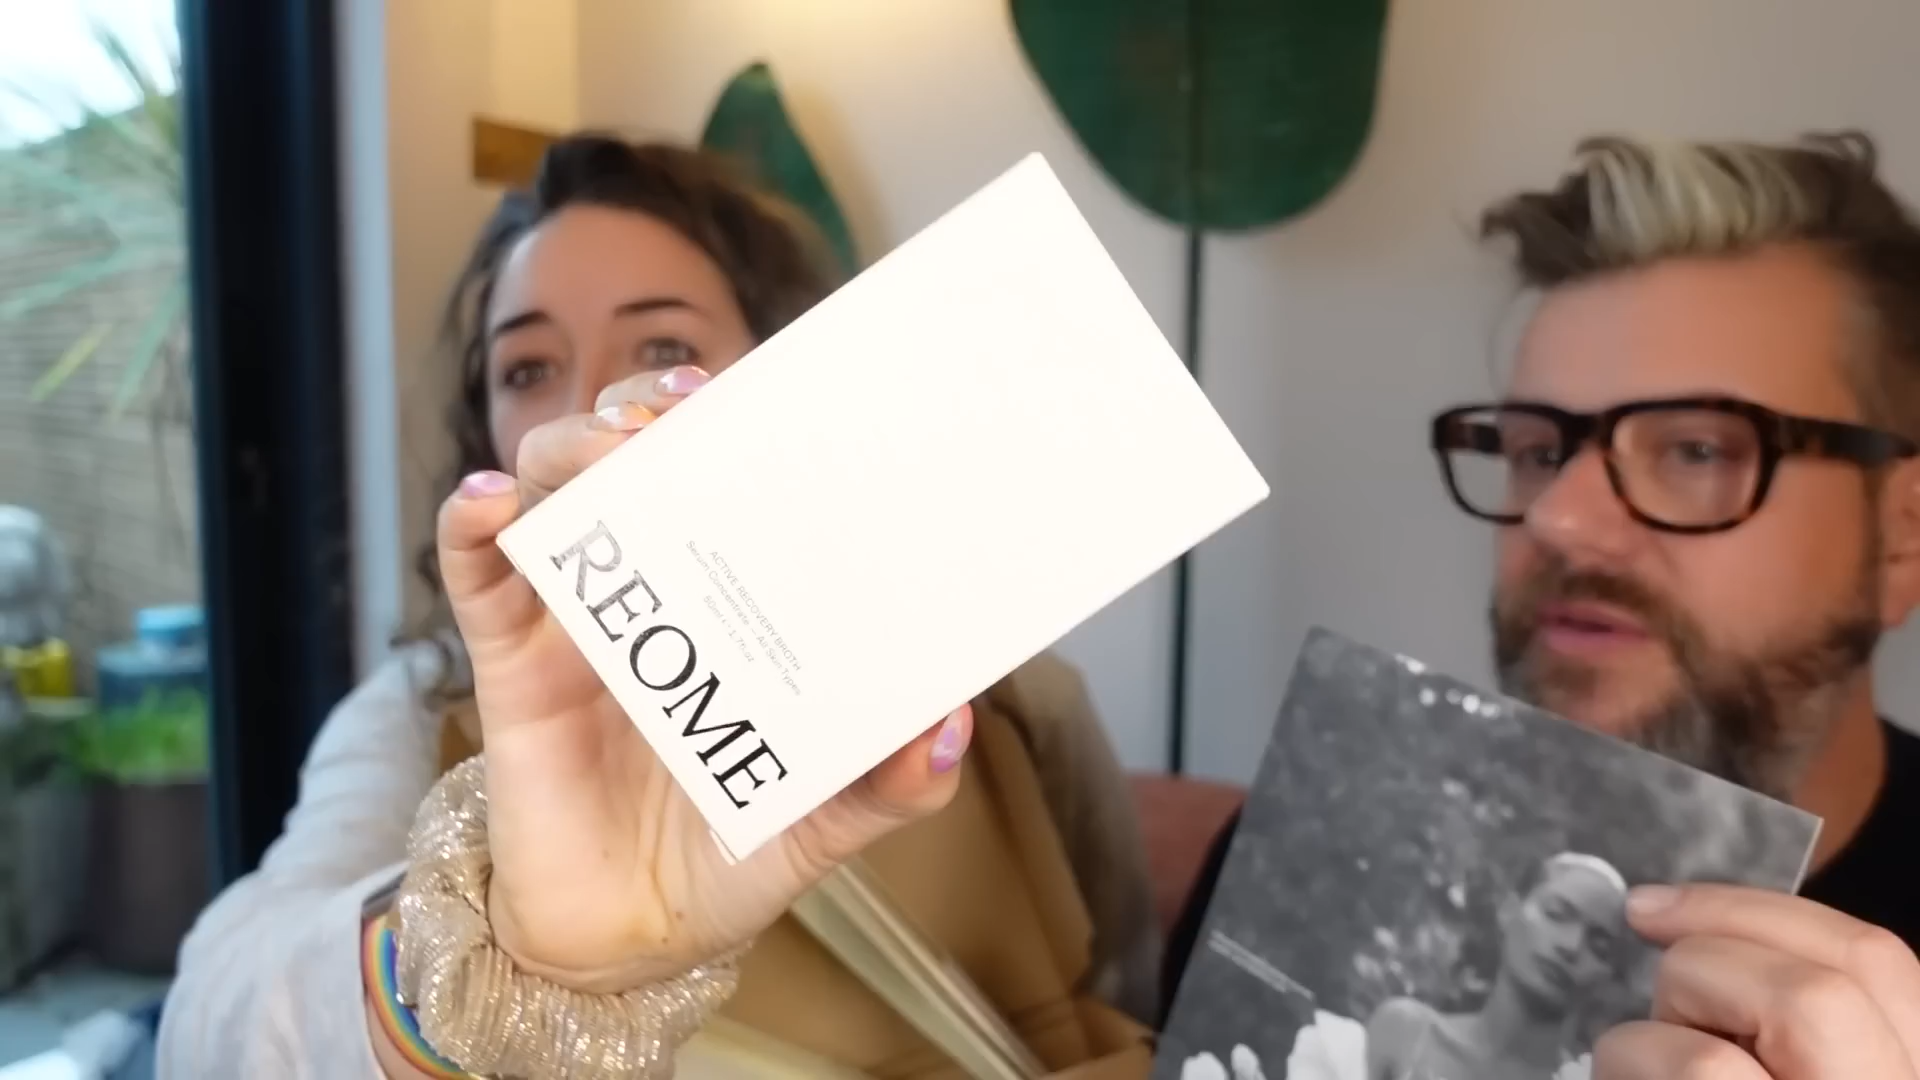 REOME
ACTIVE RECOVERY BROTH
Serum Concentrate – All Skin Types
50ml ℮ 1.7fl.oz